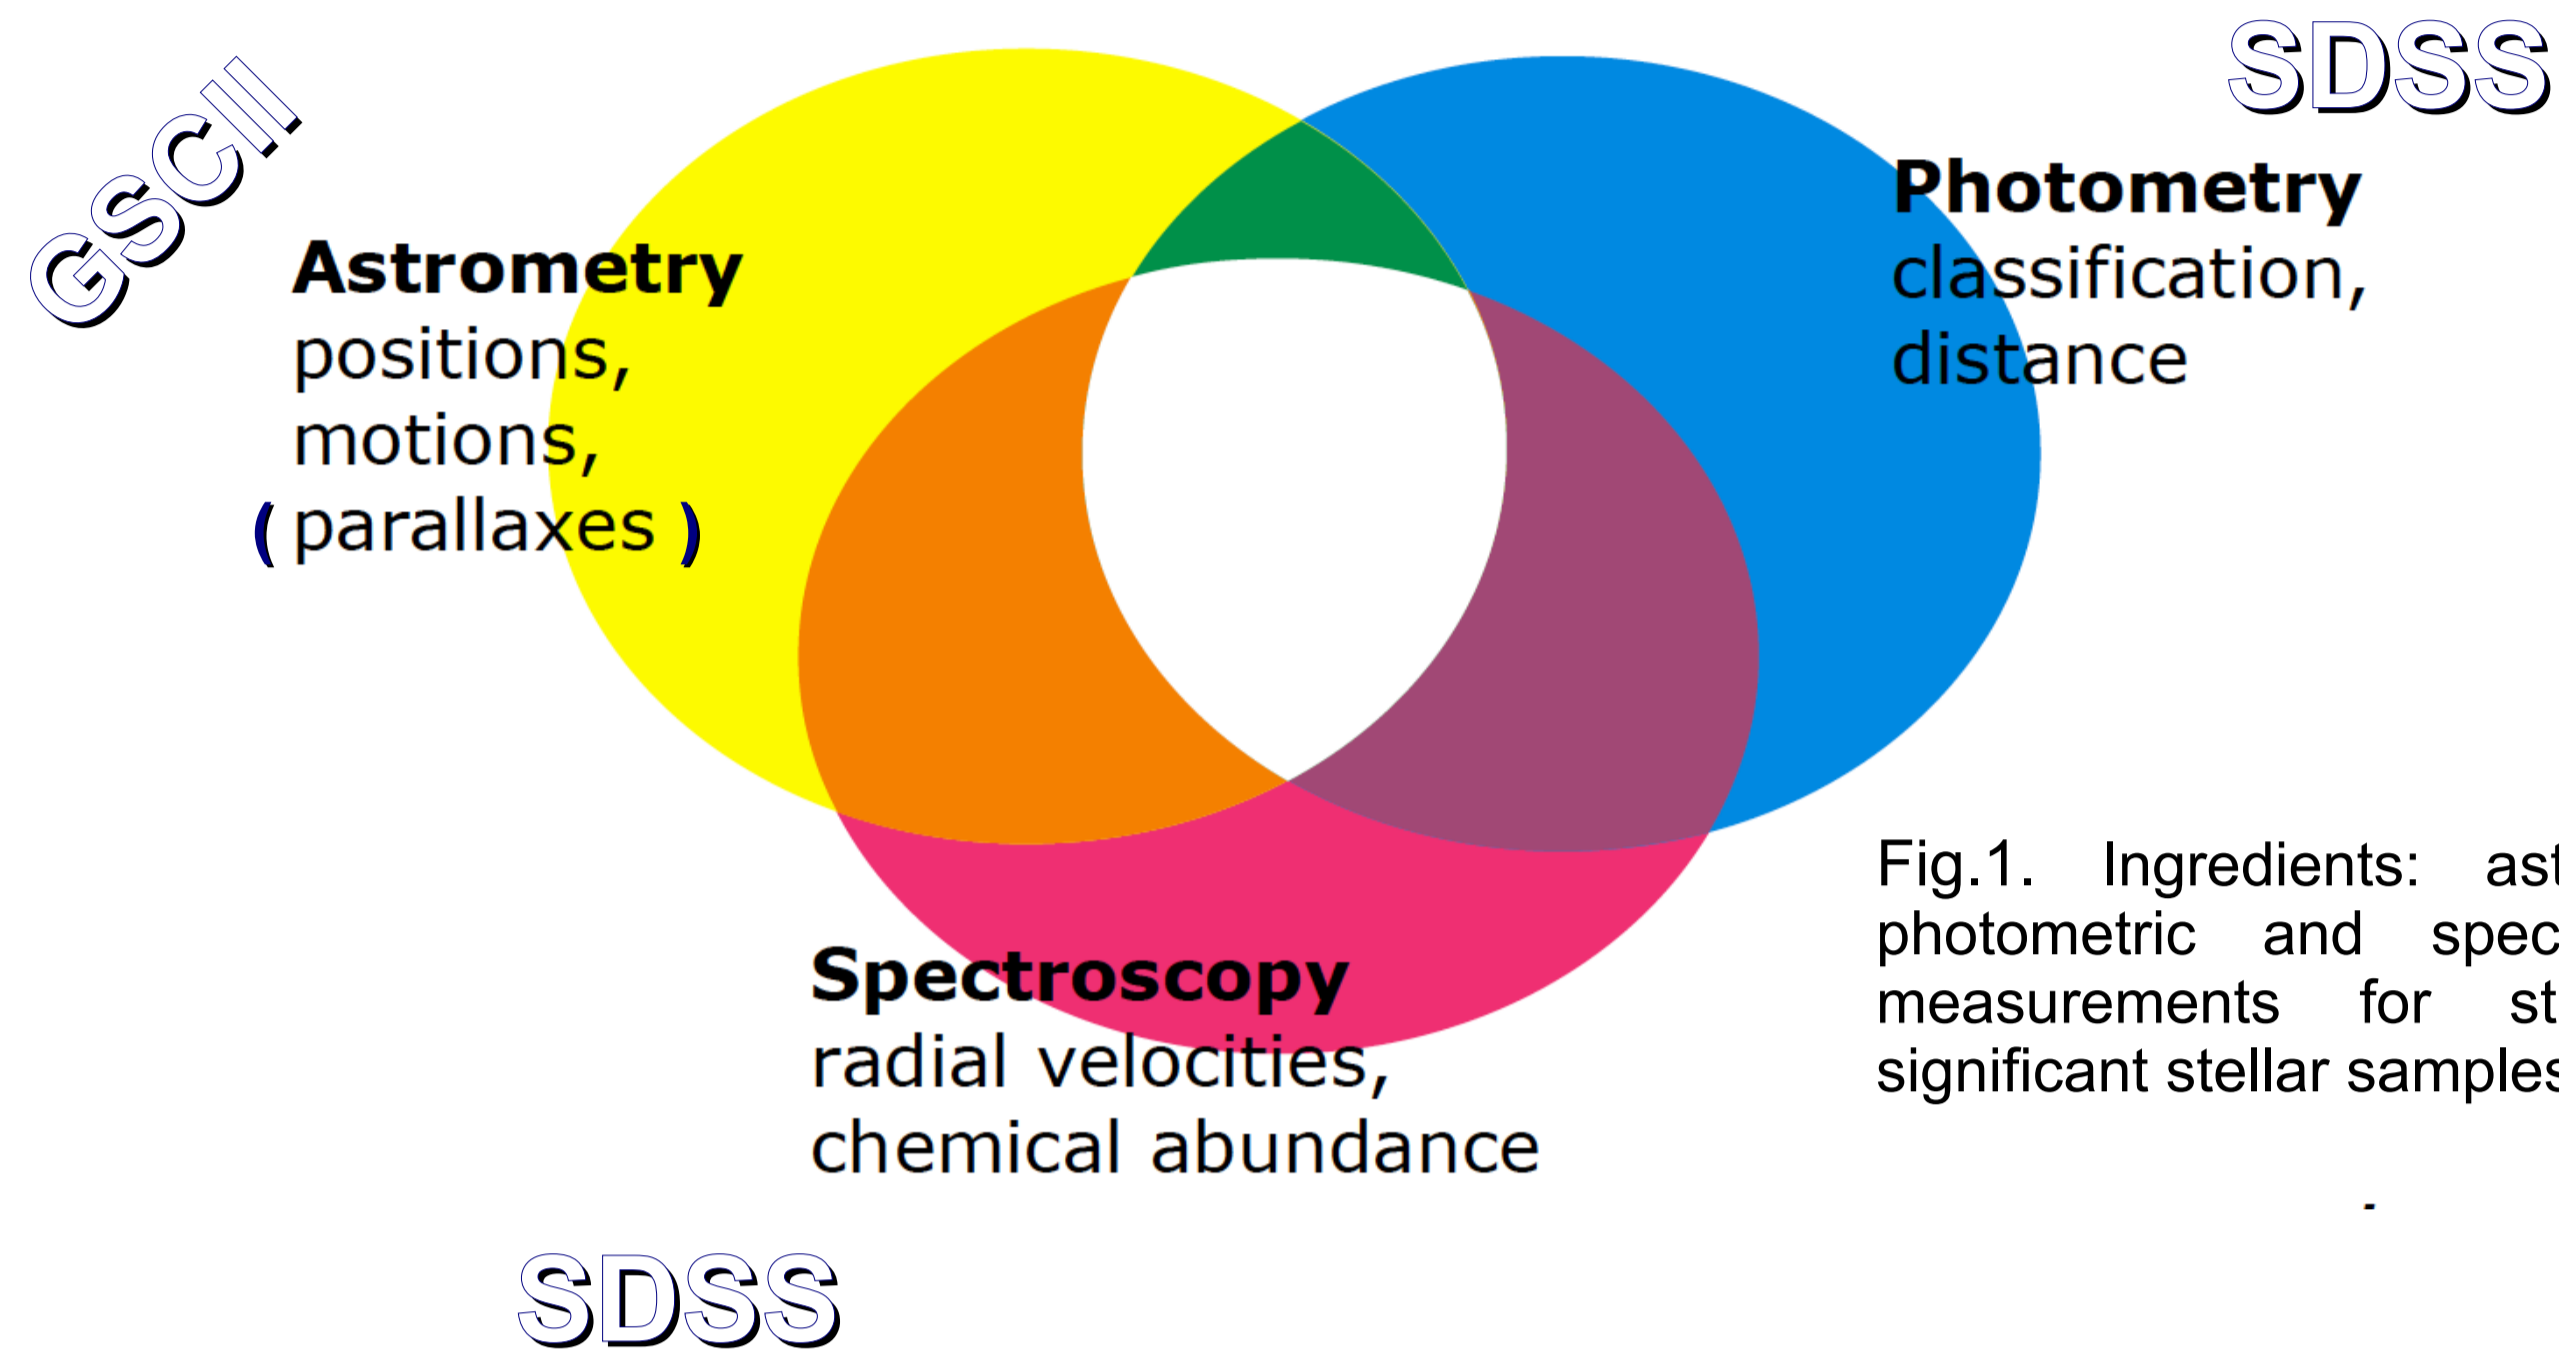 GSCII
SDSS
Astrometry
positions,
motions,
( parallaxes )
Photometry
classification,
distance
Spectroscopy
radial velocities,
chemical abundance
SDSS
Fig.1. Ingredients:
photometric and
measurements for
significant stellar samples